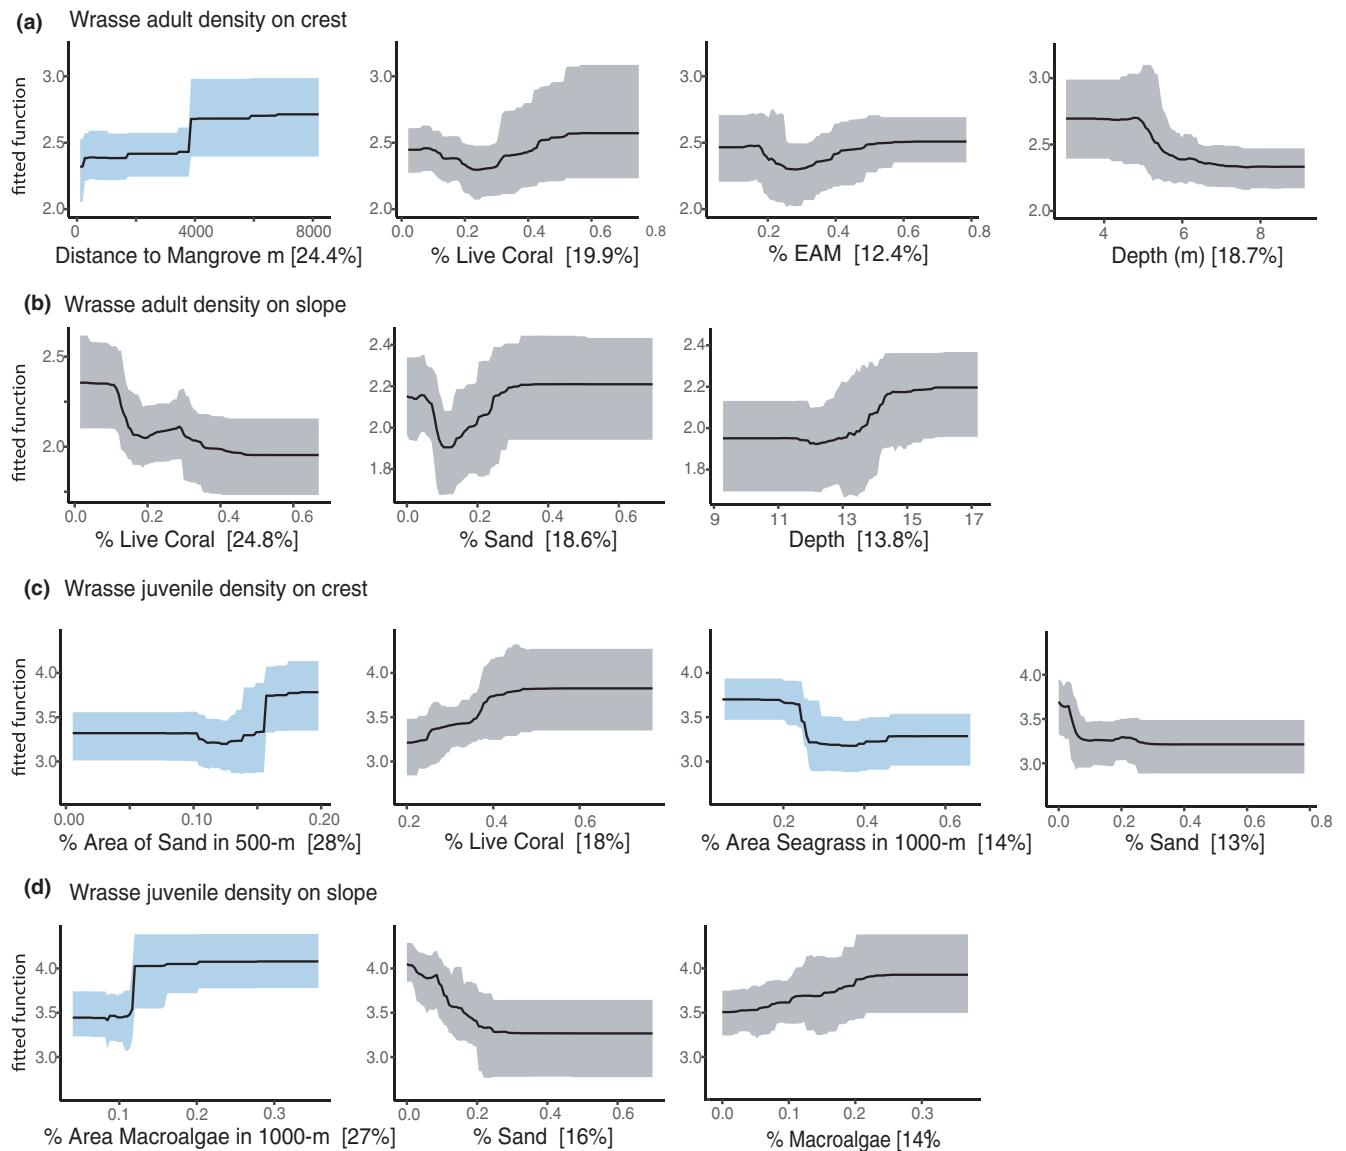 (a) Wrasse adult density on crest
fitted function
3.0 2.5 2.0
0 4000 8000
Distance to Mangrove m [24.4%]
3.0 2.5 2.0
0.0 0.2 0.4 0.6 0.8
% Live Coral [19.9%]
3.0 2.5 2.0
0.2 0.4 0.6 0.8
% EAM [12.4%]
3.0 2.5 2.0
4 6 8
Depth (m) [18.7%]
(b) Wrasse adult density on slope
fitted function
2.5 2.0
0.0 0.2 0.4 0.6
% Live Coral [24.8%]
2.4 2.2 2.0 1.8
0.0 0.2 0.4 0.6
% Sand [18.6%]
2.4 2.2 2.0 1.8
9 11 13 15 17
Depth [13.8%]
(c) Wrasse juvenile density on crest
fitted function
4.0 3.5 3.0
0.00 0.10 0.20
% Area of Sand in 500-m [28%]
4.0 3.5 3.0
0.2 0.4 0.6
% Live Coral [18%]
4.0 3.5 3.0
0.2 0.4 0.6
% Area Seagrass in 1000-m [14%]
4.0 3.5 3.0
0.0 0.2 0.4 0.6 0.8
% Sand [13%]
(d) Wrasse juvenile density on slope
fitted function
4.0 3.5 3.0
0.1 0.2 0.3
% Area Macroalgae in 1000-m [27%]
4.0 3.5 3.0
0.0 0.2 0.4 0.6
% Sand [16%]
4.0 3.5 3.0
0.0 0.1 0.2 0.3
% Macroalgae [14%